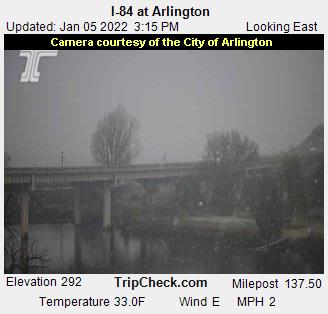 I-84 at Arlington
Updated: Jan 05 2022 3:15 PM Looking East
Camera courtesy of the City of Arlington
Elevation 292 TripCheck.com Milepost 137.50
Temperature 33.0F Wind E MPH 2